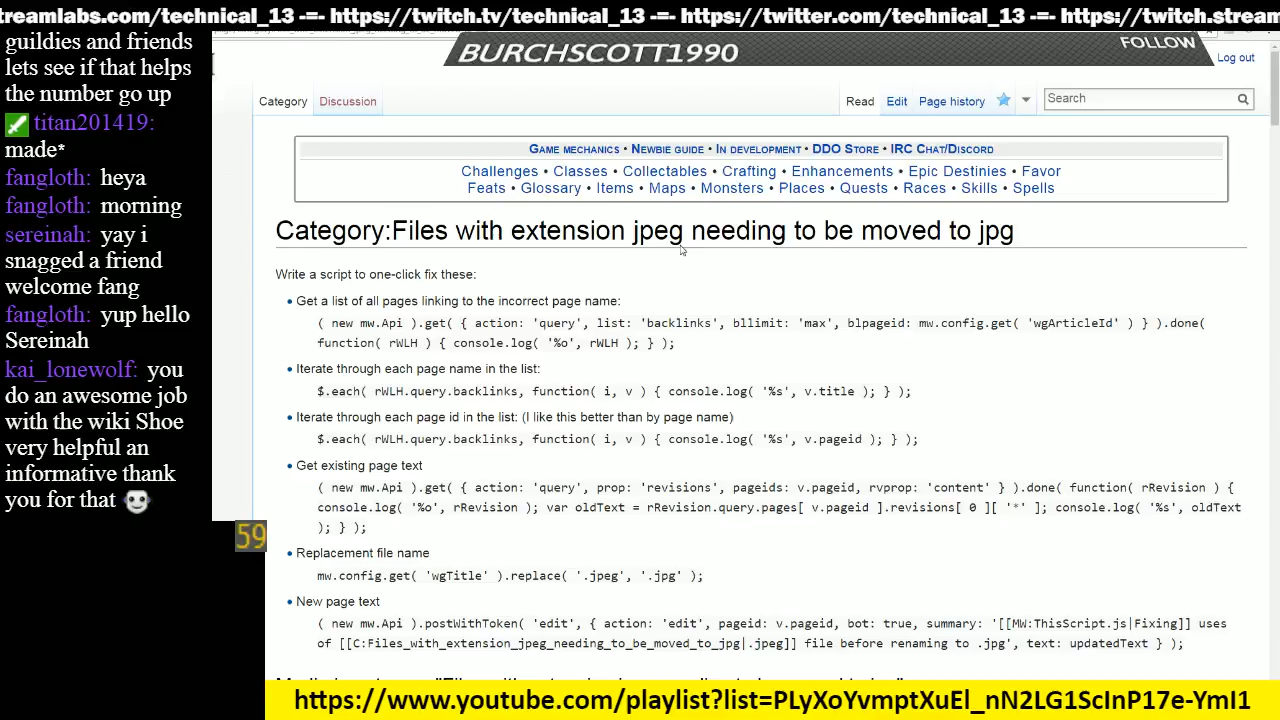 streamlabs.com/technical_13 -=- https://twitch.tv/technical_13 -=- https://twitter.com/technical_13 -=- https://twitch.stream
guildies and friends
lets see if that helps
the number go up
titan201419:
made*
fangloth: heya
fangloth: morning
sereinah: yay i
snagged a friend
welcome fang
fangloth: yup hello
Sereinah
kai_lonewolf: you
do an awesome job
with the wiki Shoe
very helpful an
informative thank
you for that
59
BURCHSCOTT1990
FOLLOW
Log out
Category Discussion
Read Edit Page history
Search
Game mechanics • Newbie guide • In development • DDO Store • IRC Chat/Discord
Challenges • Classes • Collectables • Crafting • Enhancements • Epic Destinies • Favor
Feats • Glossary • Items • Maps • Monsters • Places • Quests • Races • Skills • Spells
Category:Files with extension jpeg needing to be moved to jpg
Write a script to one-click fix these:
• Get a list of all pages linking to the incorrect page name:
( new mw.Api ).get( { action: 'query', list: 'backlinks', bllimit: 'max', blpageid: mw.config.get( 'wgArticleId' ) } ).done(
function( rWLH ) { console.log( '%o', rWLH ); } );
• Iterate through each page name in the list:
$.each( rWLH.query.backlinks, function( i, v ) { console.log( '%s', v.title ); } );
• Iterate through each page id in the list: (I like this better than by page name)
$.each( rWLH.query.backlinks, function( i, v ) { console.log( '%s', v.pageid ); } );
• Get existing page text
( new mw.Api ).get( { action: 'query', prop: 'revisions', pageids: v.pageid, rvprop: 'content' } ).done( function( rRevision ) {
console.log( '%o', rRevision ); var oldText = rRevision.query.pages[ v.pageid ].revisions[ 0 ][ '*' ]; console.log( '%s', oldText
); } );
• Replacement file name
mw.config.get( 'wgTitle' ).replace( '.jpeg', '.jpg' );
• New page text
( new mw.Api ).postWithToken( 'edit', { action: 'edit', pageid: v.pageid, bot: true, summary: '[[MW:ThisScript.js|Fixing]] uses
of [[C:Files_with_extension_jpeg_needing_to_be_moved_to_jpg|.jpeg]] file before renaming to .jpg', text: updatedText } );
https://www.youtube.com/playlist?list=PLyXoYvmptXuEl_nN2LG1ScInP17e-YmI1